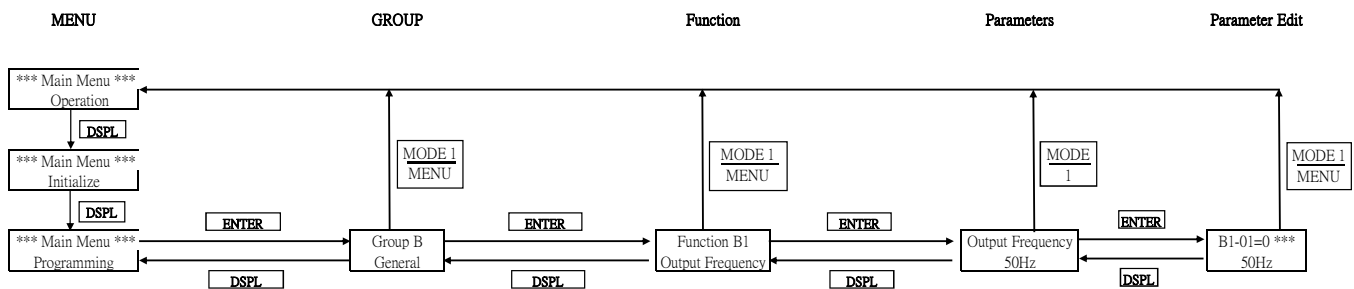 MENU GROUP Function Parameters Parameter Edit
*** Main Menu ***
Operation
DSPL
*** Main Menu ***
Initialize
MODE 1
MENU
MODE 1
MENU
MODE
1
MODE 1
MENU
DSPL
ENTER ENTER ENTER ENTER
*** Main Menu ***
Programming
Group B
General
Function B1
Output Frequency
Output Frequency
50Hz
B1-01=0 ***
50Hz
DSPL DSPL DSPL DSPL